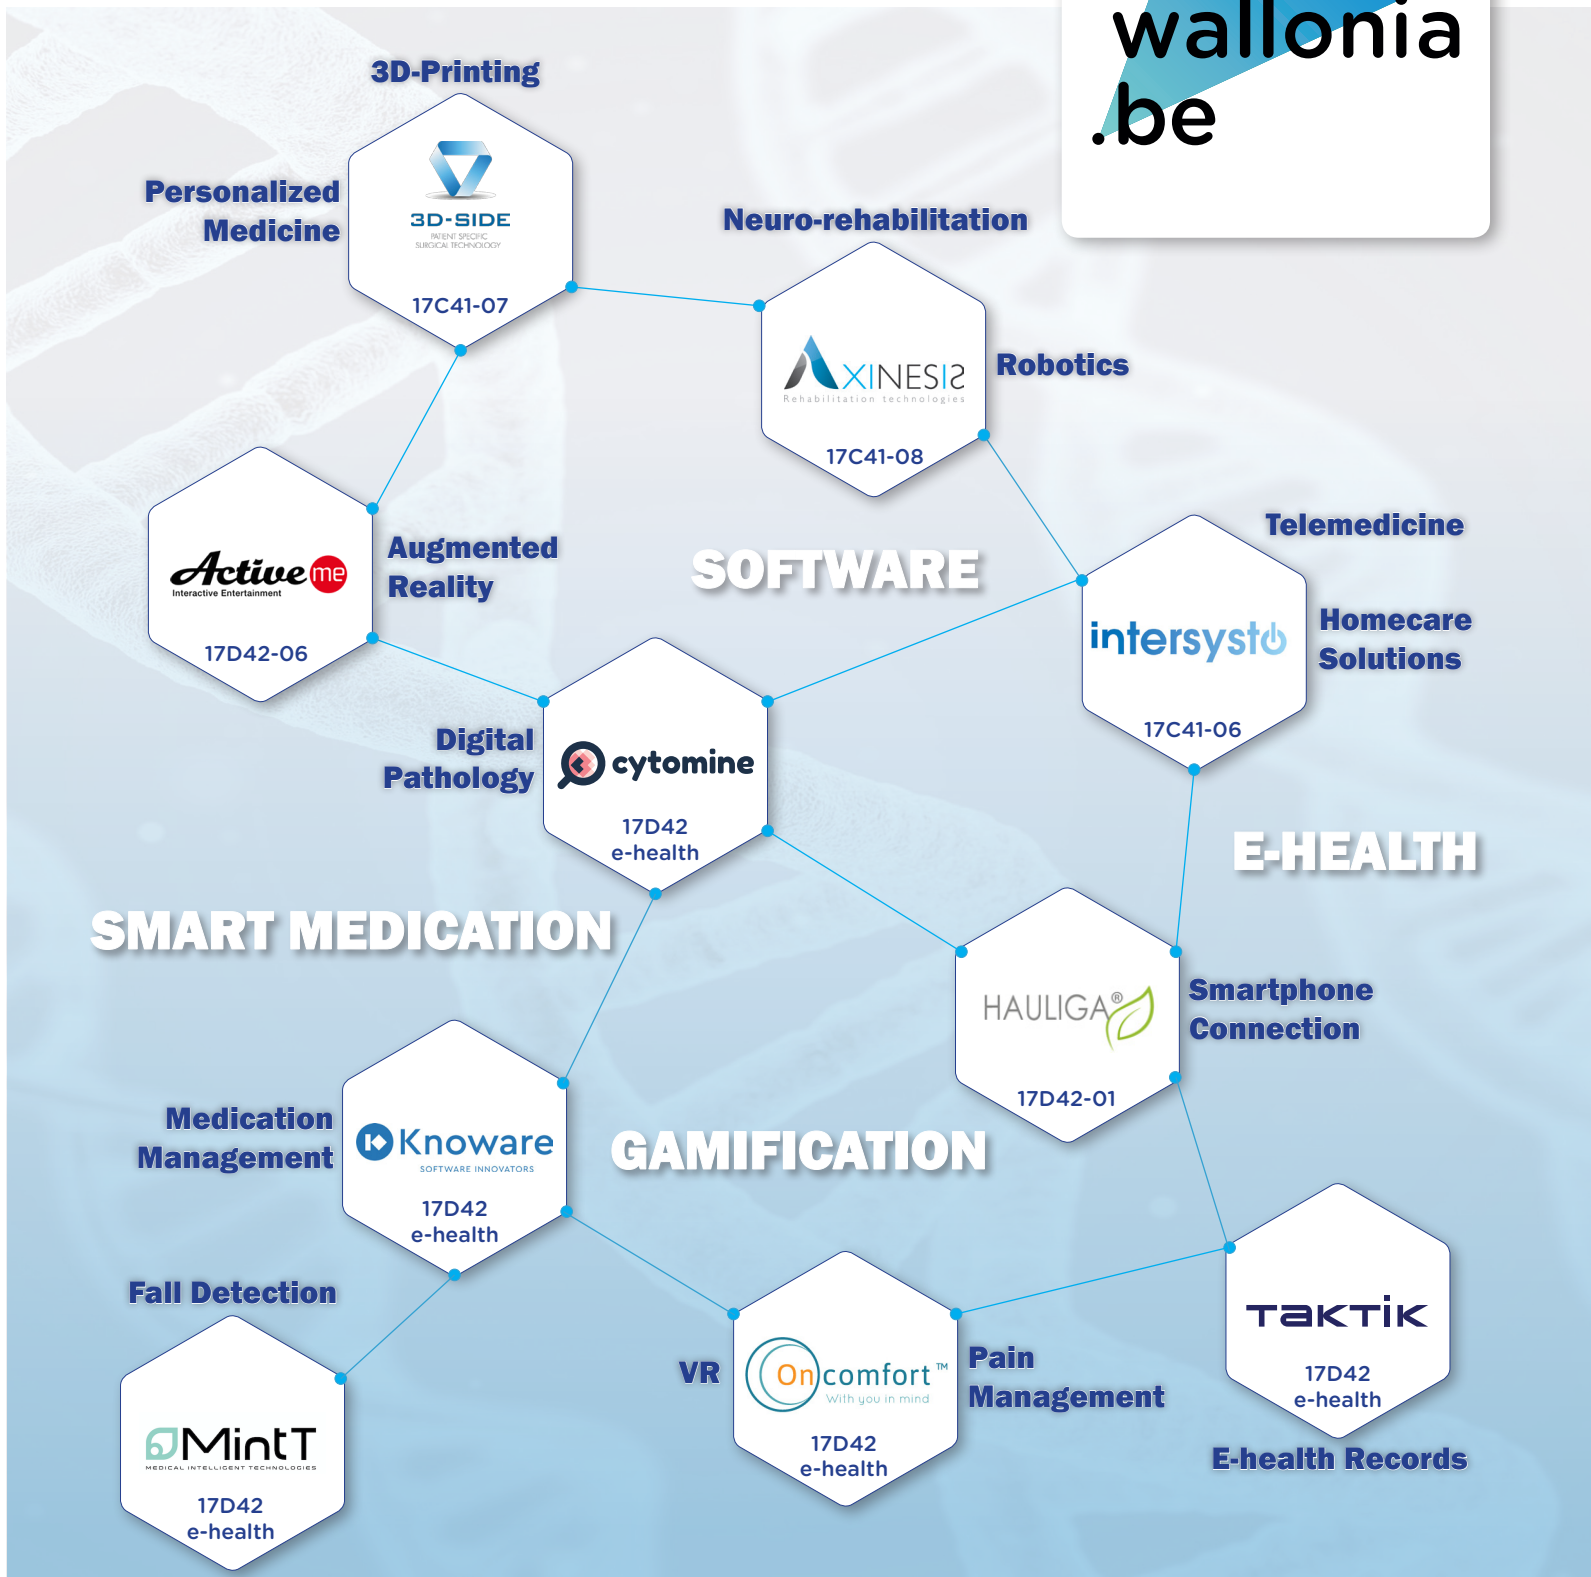 wallonia
.be
3D-Printing
Personalized
Medicine
3D-SIDE
PATIENT SPECIFIC
SURGICAL TECHNOLOGY
17C41-07
Neuro-rehabilitation
AXINESIS
Rehabilitation technologies
17C41-08
Robotics
Active me
Interactive Entertainment
17D42-06
Augmented
Reality
SOFTWARE
Telemedicine
intersysto
17C41-06
Homecare
Solutions
Digital
Pathology
cytomine
17D42
e-health
E-HEALTH
SMART MEDICATION
HAULIGA®
17D42-01
Smartphone
Connection
Medication
Management
Knoware
SOFTWARE INNOVATORS
17D42
e-health
GAMIFICATION
Fall Detection
MintT
MEDICAL INTELLIGENT TECHNOLOGIES
17D42
e-health
VR
Oncomfort™
With you in mind
17D42
e-health
Pain
Management
TakTik
17D42
e-health
E-health Records